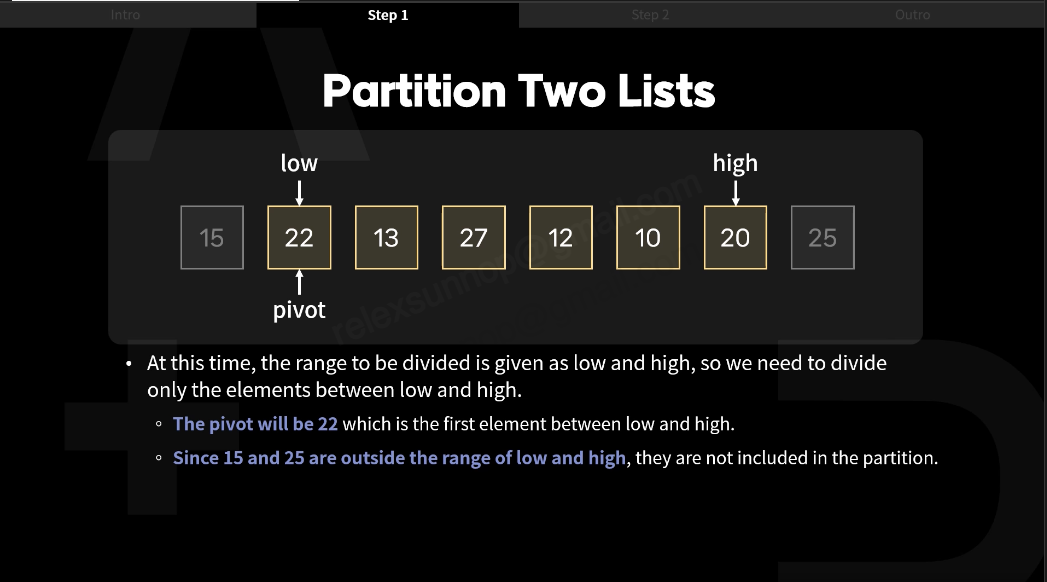 Intro
Step 1
Step 2
Outro
Partition Two Lists
low
high
15
22
13
27
12
10
20
25
pivot
relexsunnop@gmail.com
• At this time, the range to be divided is given as low and high, so we need to divide
only the elements between low and high.
◦ The pivot will be 22 which is the first element between low and high.
◦ Since 15 and 25 are outside the range of low and high, they are not included in the partition.